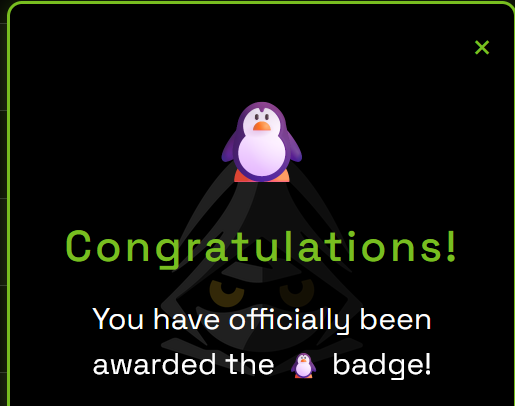 ×
Congratulations!
You have officially been
awarded the 🐧 badge!